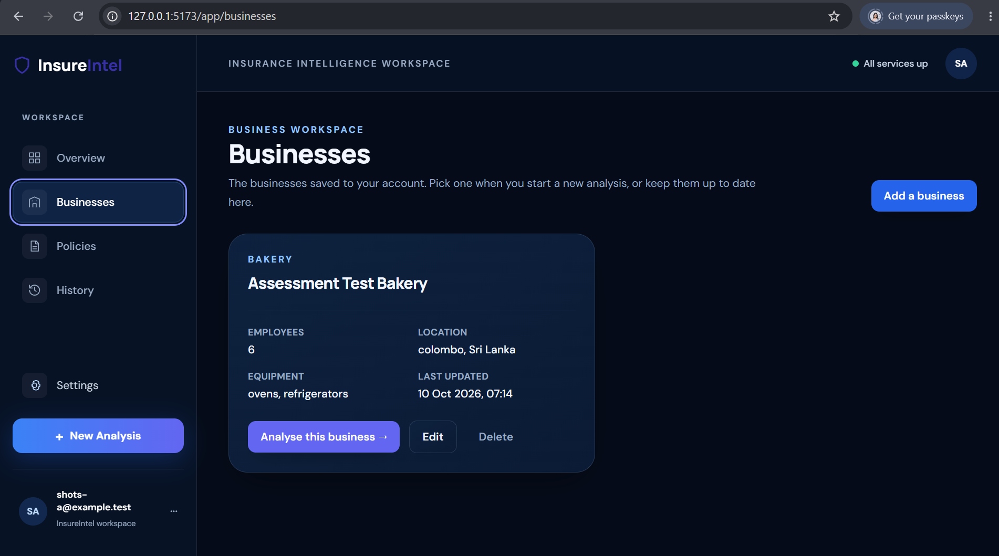 127.0.0.1:5173/app/businesses
Get your passkeys
InsureIntel
INSURANCE INTELLIGENCE WORKSPACE
All services up
SA
WORKSPACE
Overview
Businesses
Policies
History
Settings
+ New Analysis
SA
shots-
a@example.test
InsureIntel workspace
...
BUSINESS WORKSPACE
Businesses
The businesses saved to your account. Pick one when you start a new analysis, or keep them up to date
here.
Add a business
BAKERY
Assessment Test Bakery
EMPLOYEES
6
LOCATION
colombo, Sri Lanka
EQUIPMENT
ovens, refrigerators
LAST UPDATED
10 Oct 2026, 07:14
Analyse this business →
Edit
Delete